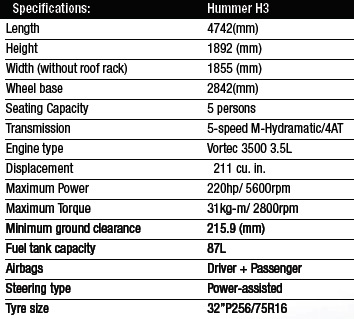 Specifications: Hummer H3
Length 4742(mm)
Height 1892 (mm)
Width (without roof rack) 1855 (mm)
Wheel base 2842(mm)
Seating Capacity 5 persons
Transmission 5-speed M-Hydramatic/4AT
Engine type Vortec 3500 3.5L
Displacement 211 cu. in.
Maximum Power 220hp/ 5600rpm
Maximum Torque 31kg-m/ 2800rpm
Minimum ground clearance 215.9 (mm)
Fuel tank capacity 87L
Airbags Driver + Passenger
Steering type Power-assisted
Tyre size 32"P256/75R16